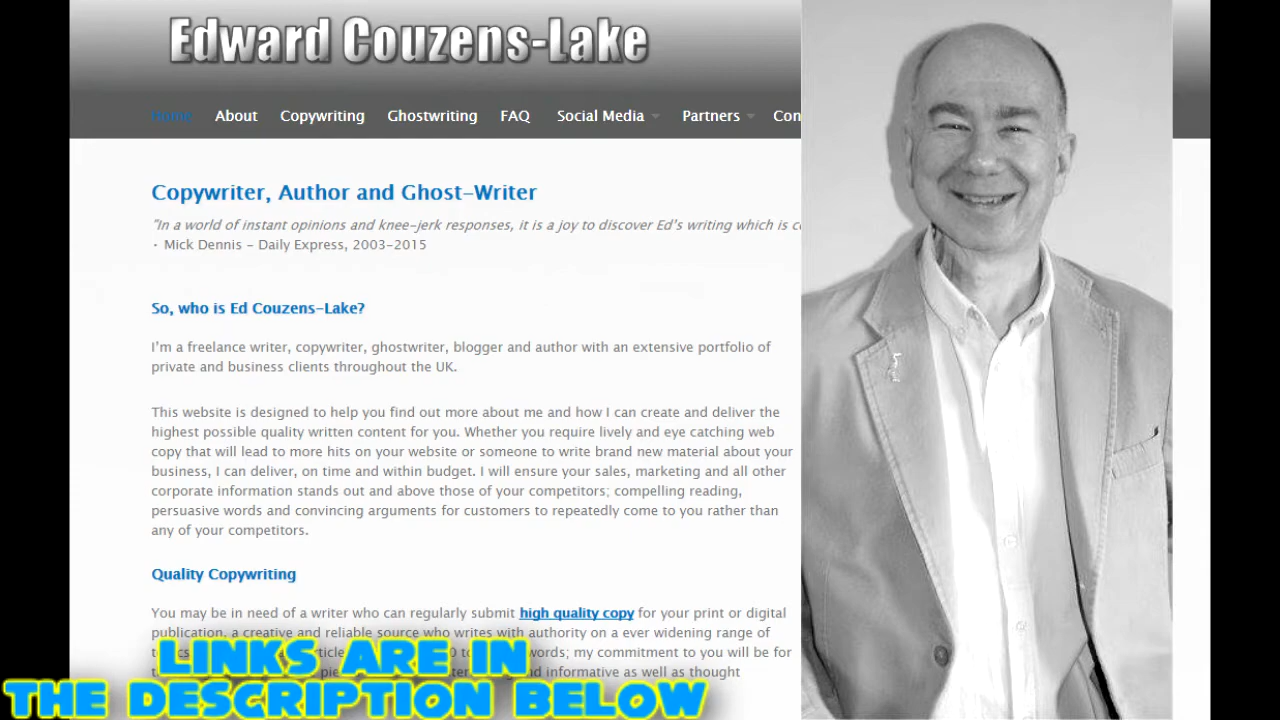 Edward Couzens-Lake
Home About Copywriting Ghostwriting FAQ Social Media Partners Con
Copywriter, Author and Ghost-Writer
"In a world of instant opinions and knee-jerk responses, it is a joy to discover Ed's writing which is c
• Mick Dennis - Daily Express, 2003-2015
So, who is Ed Couzens-Lake?
I'm a freelance writer, copywriter, ghostwriter, blogger and author with an extensive portfolio of
private and business clients throughout the UK.
This website is designed to help you find out more about me and how I can create and deliver the
highest possible quality written content for you. Whether you require lively and eye catching web
copy that will lead to more hits on your website or someone to write brand new material about your
business, I can deliver, on time and within budget. I will ensure your sales, marketing and all other
corporate information stands out and above those of your competitors; compelling reading,
persuasive words and convincing arguments for customers to repeatedly come to you rather than
any of your competitors.
Quality Copywriting
You may be in need of a writer who can regularly submit high quality copy for your print or digital
publication, a creative and reliable source who writes with authority on a ever widening range of
words; my commitment to you will be for
nd informative as well as thought
LINKS ARE IN
THE DESCRIPTION BELOW